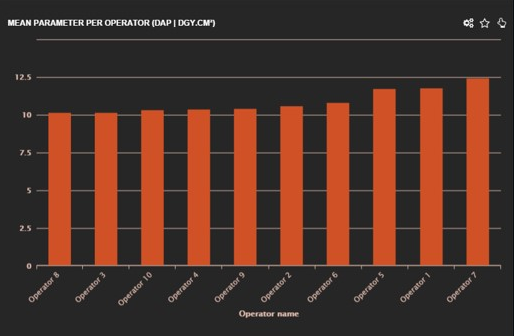 MEAN PARAMETER PER OPERATOR (DAP | DGY.CM²)
12.5
10
7.5
5
2.5
0
Operator 8
Operator 3
Operator 10
Operator 4
Operator 9
Operator 2
Operator 6
Operator 5
Operator 1
Operator 7
Operator name